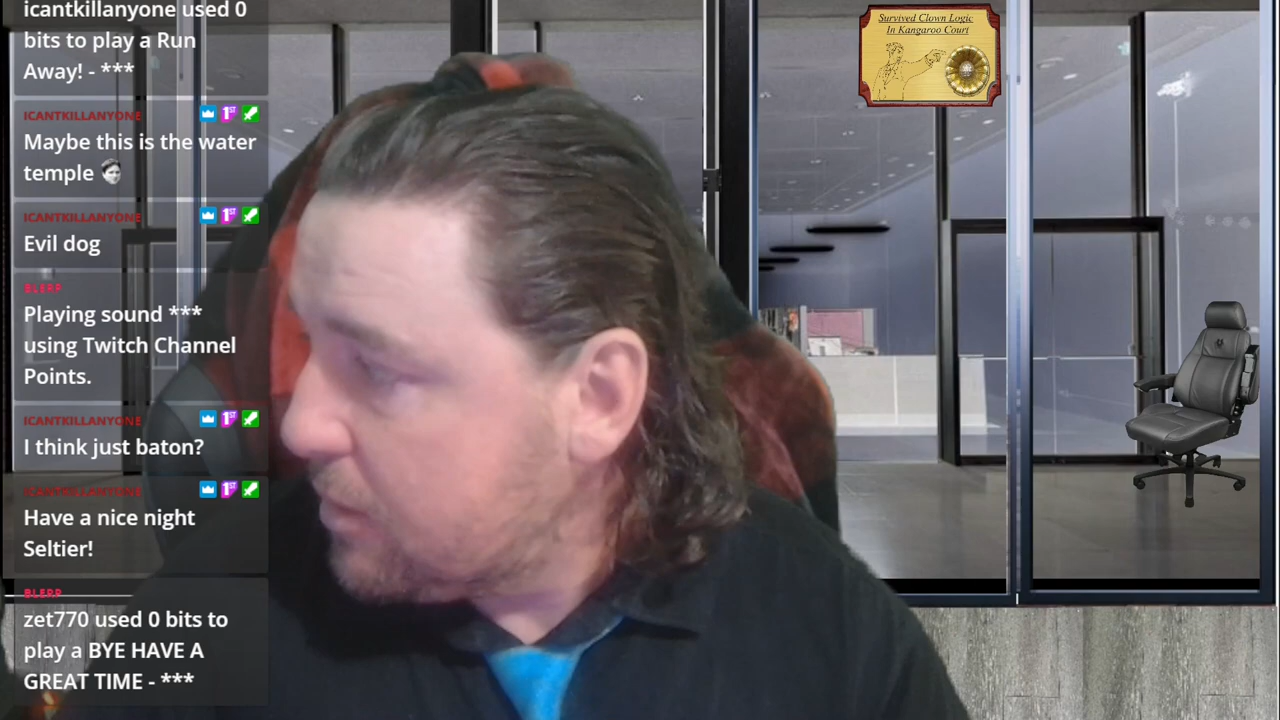 icantkillanyone used 0
bits to play a Run
Away! - ***
ICANTKILLANYONE
Maybe this is the water
temple
ICANTKILLANYONE
Evil dog
BLERP
Playing sound ***
using Twitch Channel
Points.
ICANTKILLANYONE
I think just baton?
ICANTKILLANYONE
Have a nice night
Seltier!
BLERP
zet770 used 0 bits to
play a BYE HAVE A
GREAT TIME - ***
Survived Clown Logic
In Kangaroo Court